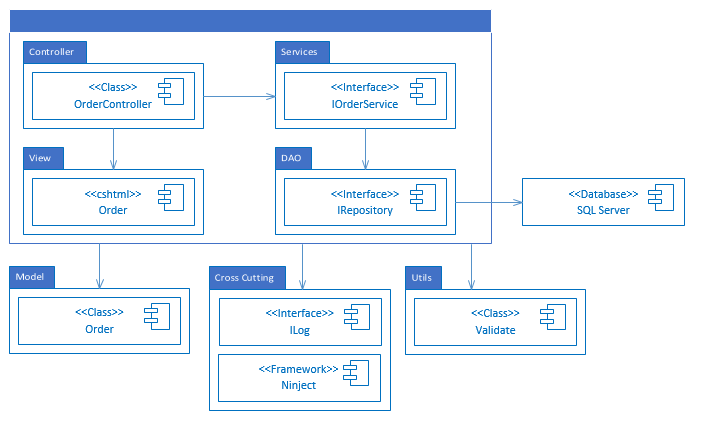 Controller
<<Class>>
OrderController
Services
<<Interface>>
IOrderService
View
<<cshtml>>
Order
DAO
<<Interface>>
IRepository
<<Database>>
SQL Server
Model
<<Class>>
Order
Cross Cutting
<<Interface>>
ILog
<<Framework>>
Ninject
Utils
<<Class>>
Validate